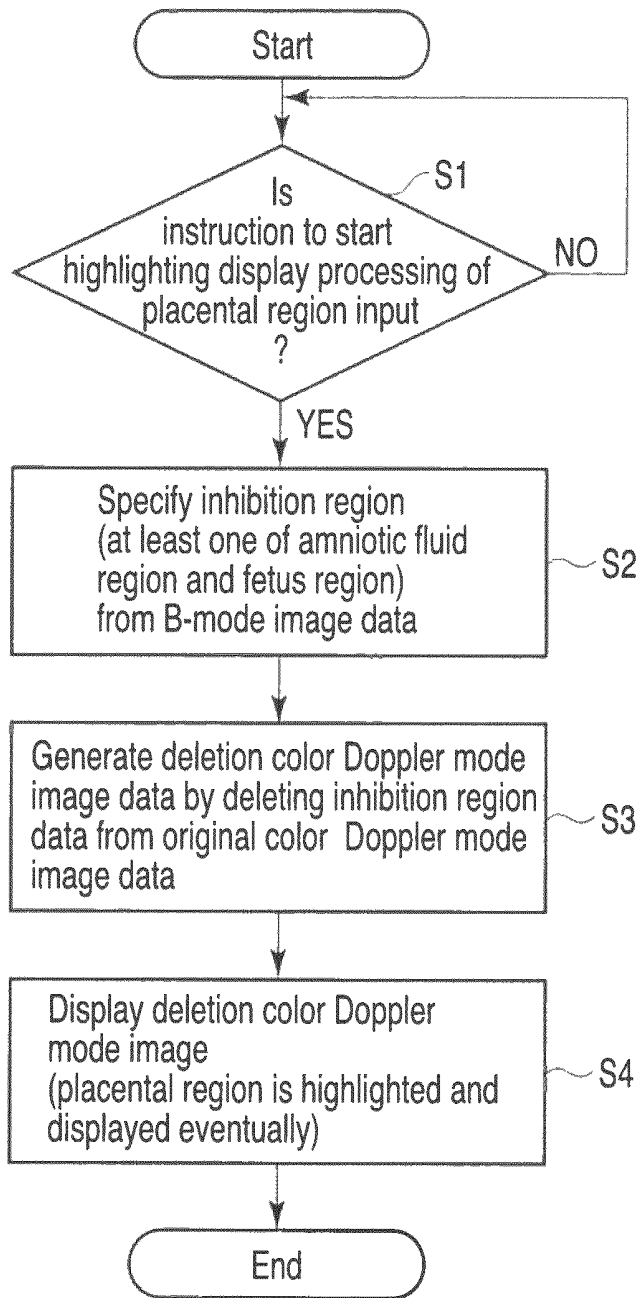 Start
S1
Is
instruction to start
highlighting display processing of
placental region input
?
NO
YES
Specify inhibition region
(at least one of amniotic fluid
region and fetus region)
from B-mode image data
S2
Generate deletion color Doppler mode
image data by deleting inhibition region
data from original color Doppler mode
image data
S3
Display deletion color Doppler
mode image
(placental region is highlighted and
displayed eventually)
S4
End